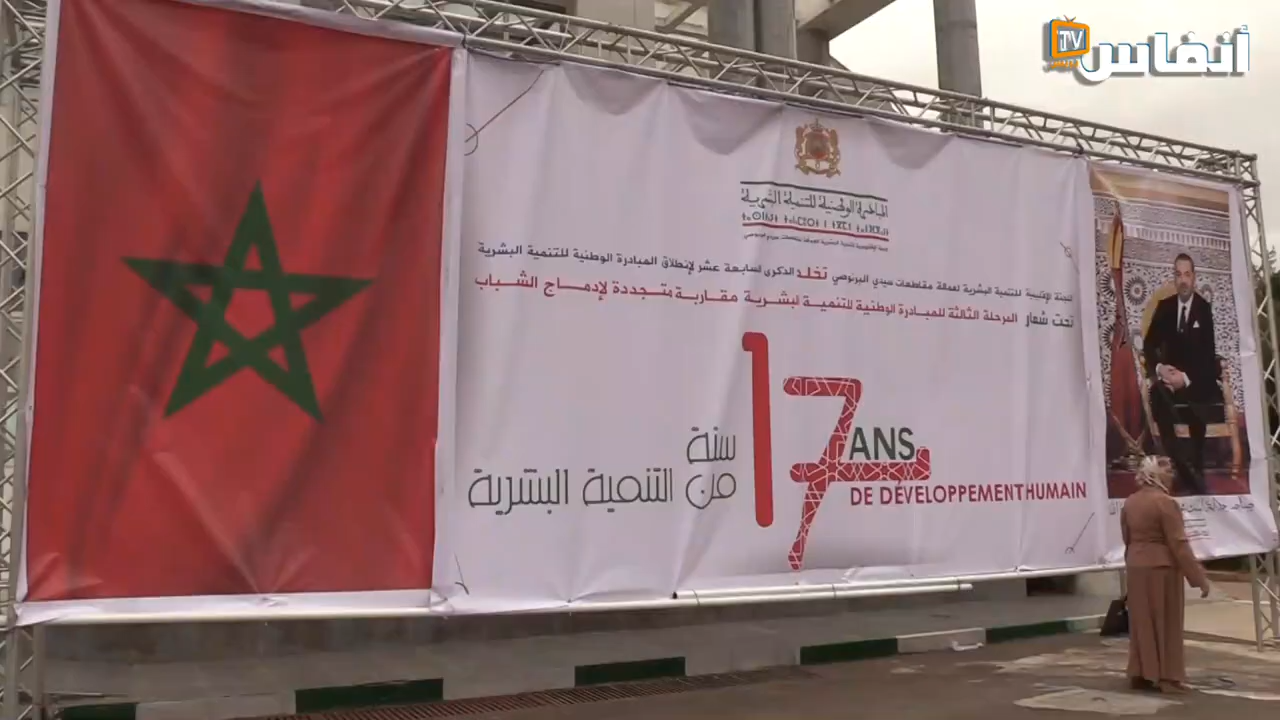 TV أنفاس
المبادرة الوطنية للتنمية البشرية
اللجنة الإقليمية للتنمية البشرية لعمالة مقاطعات سيدي البرنوصي تخلد الذكرى السابعة عشر لإنطلاق المبادرة الوطنية للتنمية البشرية
تحت شعار المرحلة الثالثة للمبادرة الوطنية للتنمية لبشرية مقاربة متجددة لإدماج الشباب
17 ANS
سنة
من التنمية البشرية
DE DÉVELOPPEMENT HUMAIN